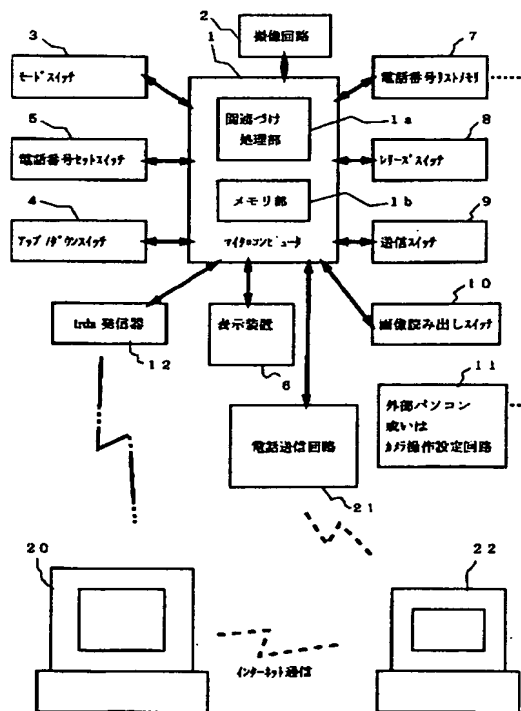 2
撮像回路
3
モードスイッチ
1
7
電話番号リストメモリ
関連づけ
処理部
1a
5
電話番号セットスイッチ
8
シリーズスイッチ
メモリ部
1b
4
アップ/ダウンスイッチ
マイクロコンピュータ
9
送信スイッチ
irda 発信器
12
表示装置
6
10
画像読み出しスイッチ
11
外部パソコン
或いは
カメラ操作設定回路
電話送信回路
21
20
22
インターネット通信